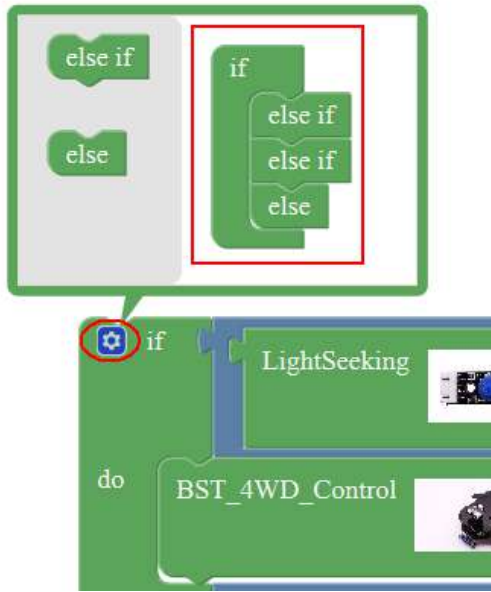 else if
if
else if
else
else if
else
if
LightSeeking
do
BST_4WD_Control